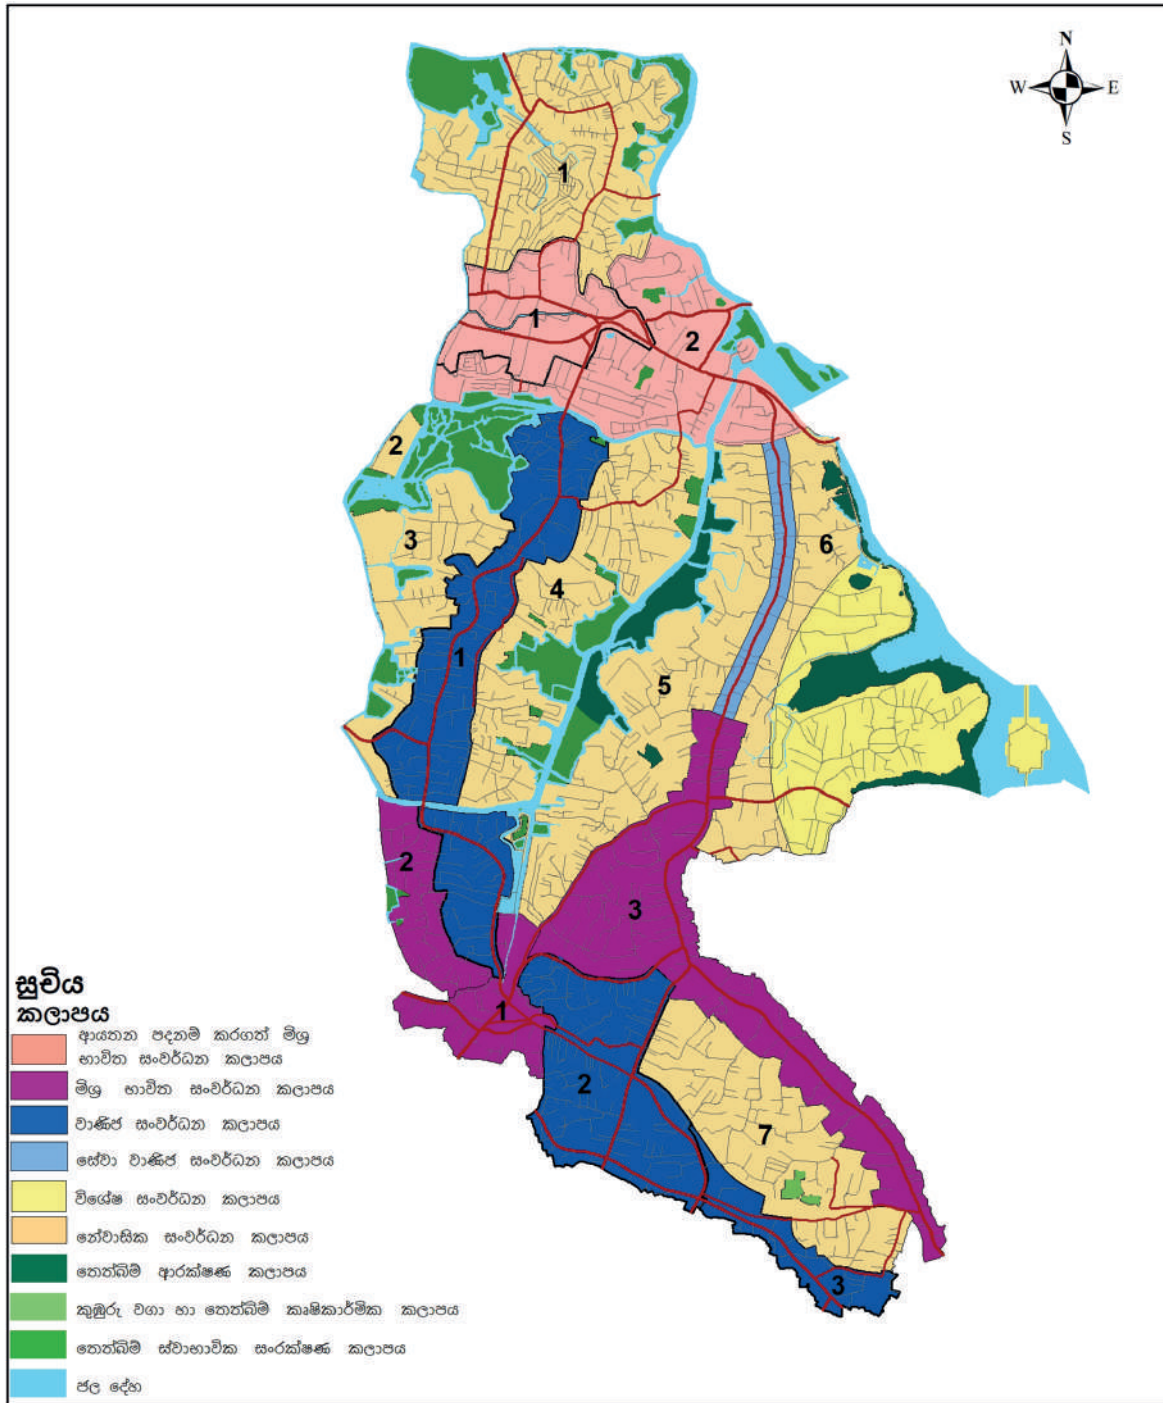 N
W E
S
1
1
2
2
3
4
6
5
1
2
3
1
2
7
3
සූචිය
කලාපය
ආයතන පදනම් කරගත් මිශ්‍ර
භාවිත සංවර්ධන කලාපය
මිශ්‍ර භාවිත සංවර්ධන කලාපය
වාණිජ සංවර්ධන කලාපය
සේවා වාණිජ සංවර්ධන කලාපය
විශේෂ සංවර්ධන කලාපය
නේවාසික සංවර්ධන කලාපය
තෙත්බිම් ආරක්ෂණ කලාපය
කුඹුරු වගා හා තෙත්බිම් කෘෂිකාර්මික කලාපය
තෙත්බිම් ස්වාභාවික සංරක්ෂණ කලාපය
ජල දේහ